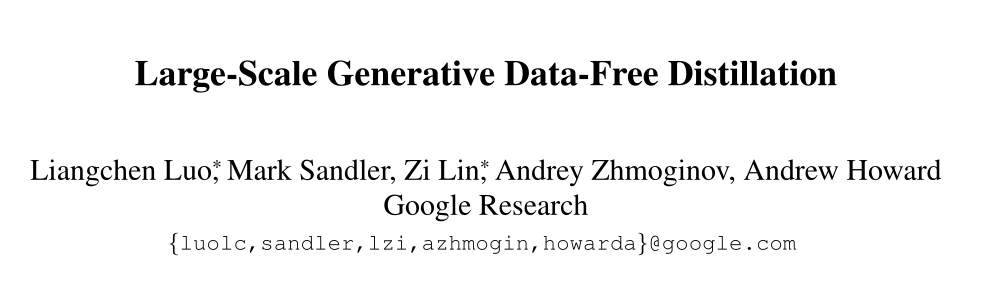 Large-Scale Generative Data-Free Distillation
Liangchen Luo,* Mark Sandler, Zi Lin,* Andrey Zhmoginov, Andrew Howard
Google Research
{luolc,sandler,lzi,azhmogin,howarda}@google.com